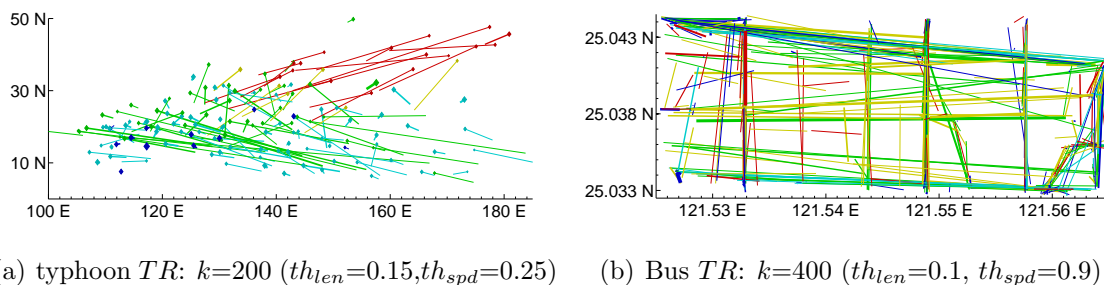 50 N
30 N
10 N
100 E 120 E 140 E 160 E 180 E
25.043 N
25.038 N
25.033 N
121.53 E 121.54 E 121.55 E 121.56 E
a) typhoon TR: k=200 (th_len=0.15,th_spd=0.25) (b) Bus TR: k=400 (th_len=0.1, th_spd=0.9)